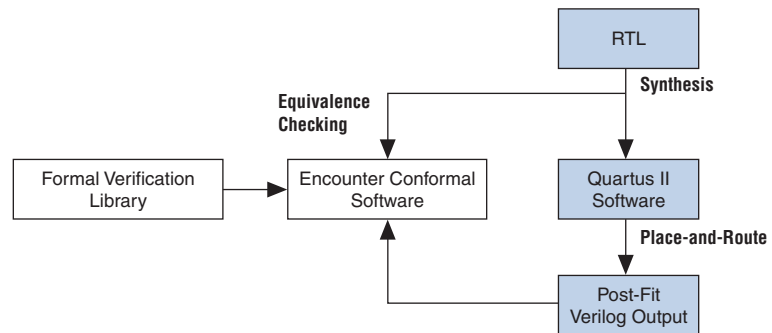 RTL
Synthesis
Equivalence
Checking
Formal Verification
Library
Encounter Conformal
Software
Quartus II
Software
Place-and-Route
Post-Fit
Verilog Output